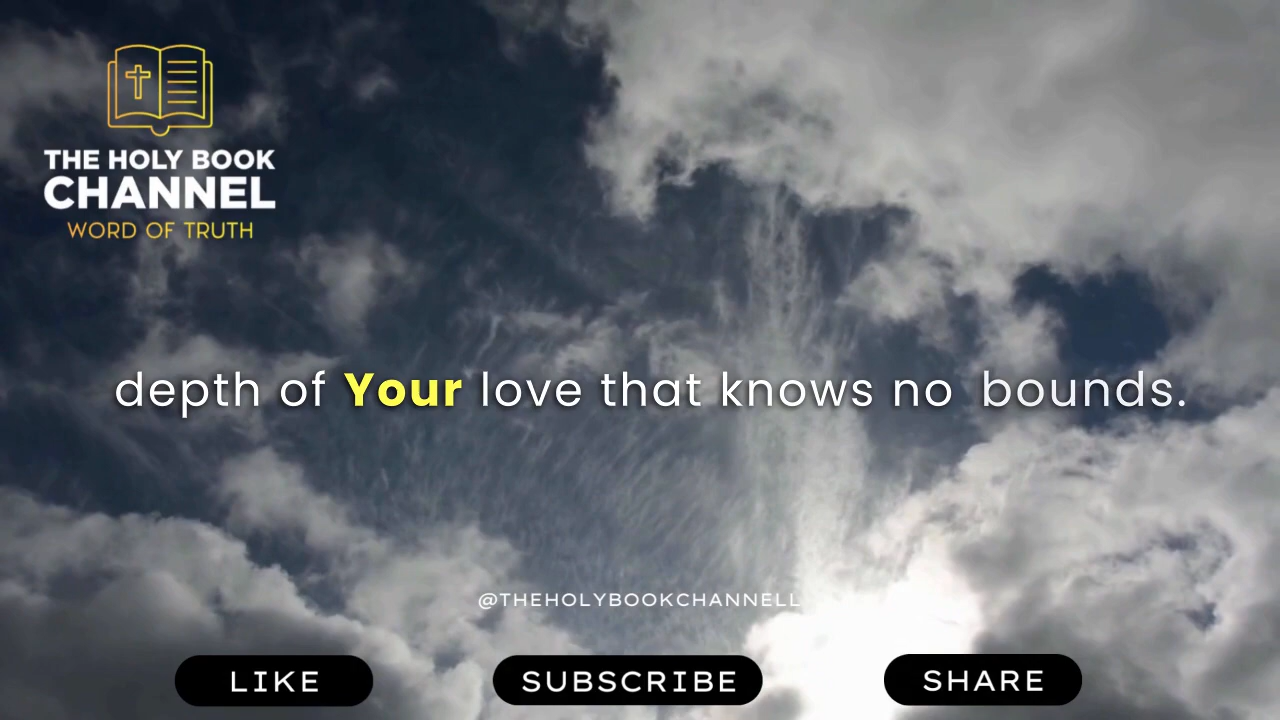 THE HOLY BOOK
CHANNEL
WORD OF TRUTH
depth of Your love that knows no bounds.
@THEHOLYBOOKCHANNELL
LIKE
SUBSCRIBE
SHARE